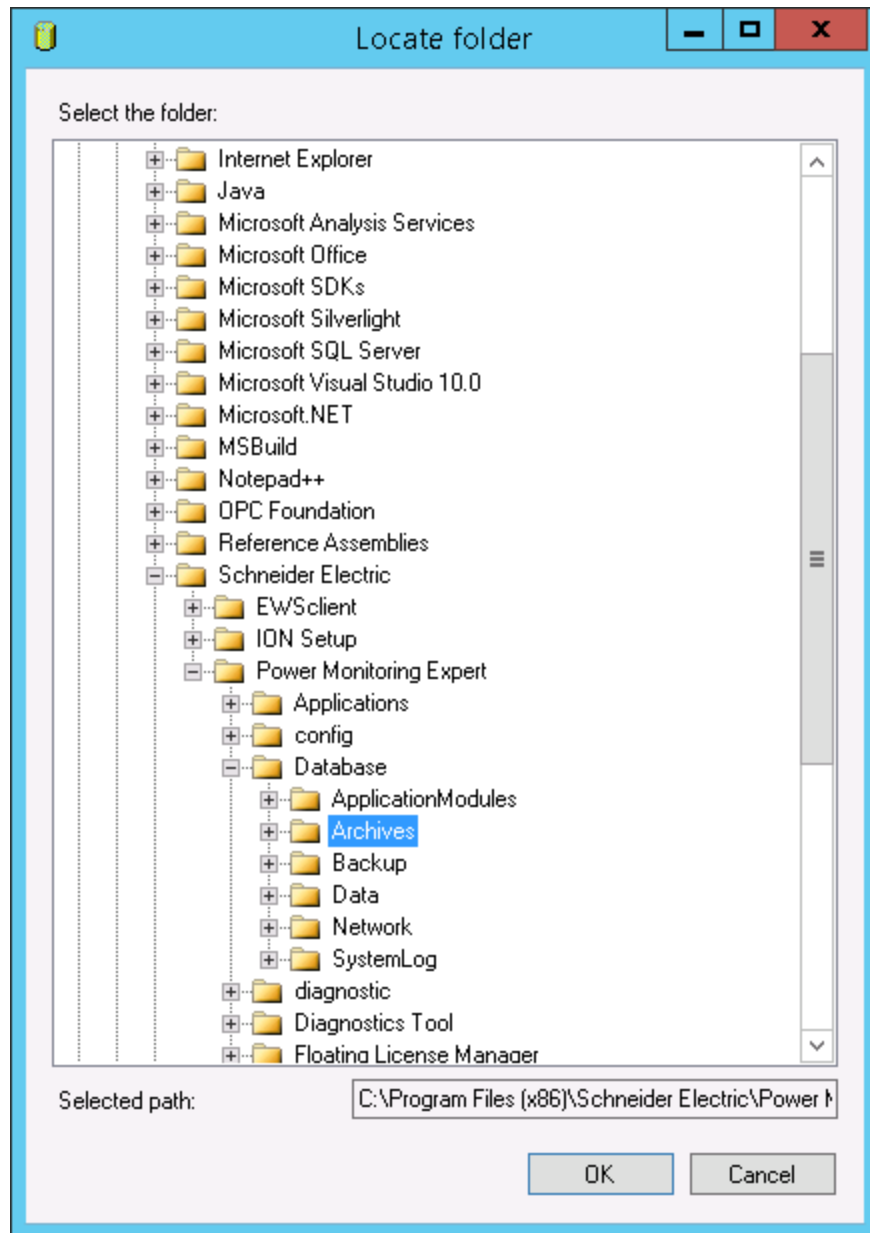 Locate folder
Select the folder:
Internet Explorer
Java
Microsoft Analysis Services
Microsoft Office
Microsoft SDKs
Microsoft Silverlight
Microsoft SQL Server
Microsoft Visual Studio 10.0
Microsoft.NET
MSBuild
Notepad++
OPC Foundation
Reference Assemblies
Schneider Electric
EWSclient
ION Setup
Power Monitoring Expert
Applications
config
Database
ApplicationModules
Archives
Backup
Data
Network
SystemLog
diagnostic
Diagnostics Tool
Floating License Manager
Selected path: C:\Program Files (x86)\Schneider Electric\Power
OK Cancel